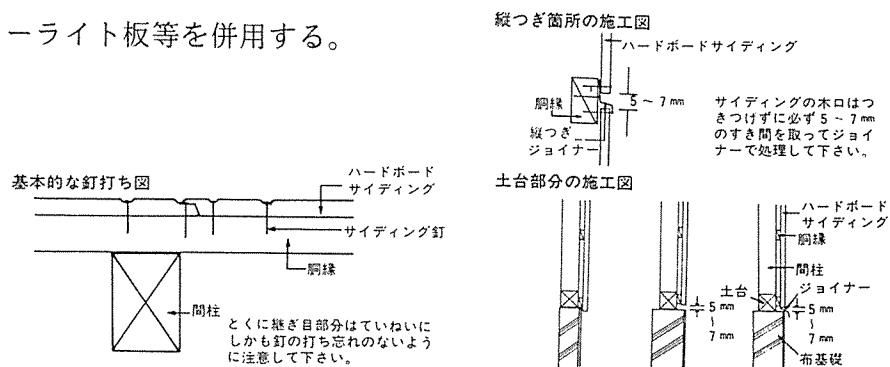 ーライト板等を併用する。
基本的な釘打ち図
ハードボード
サイディング
サイディング釘
胴縁
間柱
とくに継ぎ目部分はていねいに
しかも釘の打ち忘れのないよう
に注意して下さい。
縦つぎ箇所の施工図
ハードボードサイディング
胴縁
5〜7mm
縦つぎ
ジョイナー
サイディングの木口はつ
きつけずに必ず5〜7mm
のすき間を取ってジョイ
ナーで処理して下さい。
土台部分の施工図
ハードボード
サイディング
胴縁
間柱
土台
ジョイナー
5mm
〜
7mm
5mm
〜
7mm
布基礎